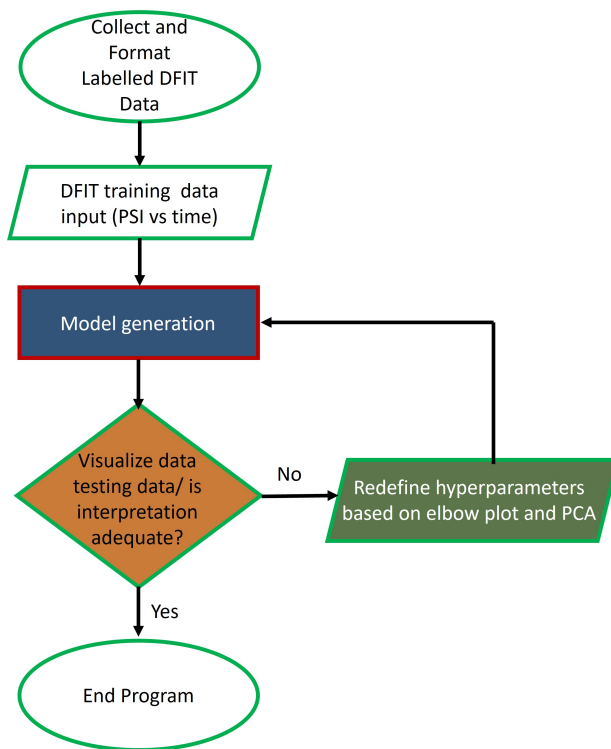 Collect and
Format
Labelled DFIT
Data
DFIT training data
input (PSI vs time)
Model generation
Visualize data
testing data/ is
interpretation
adequate?
No
Redefine hyperparameters
based on elbow plot and PCA
Yes
End Program